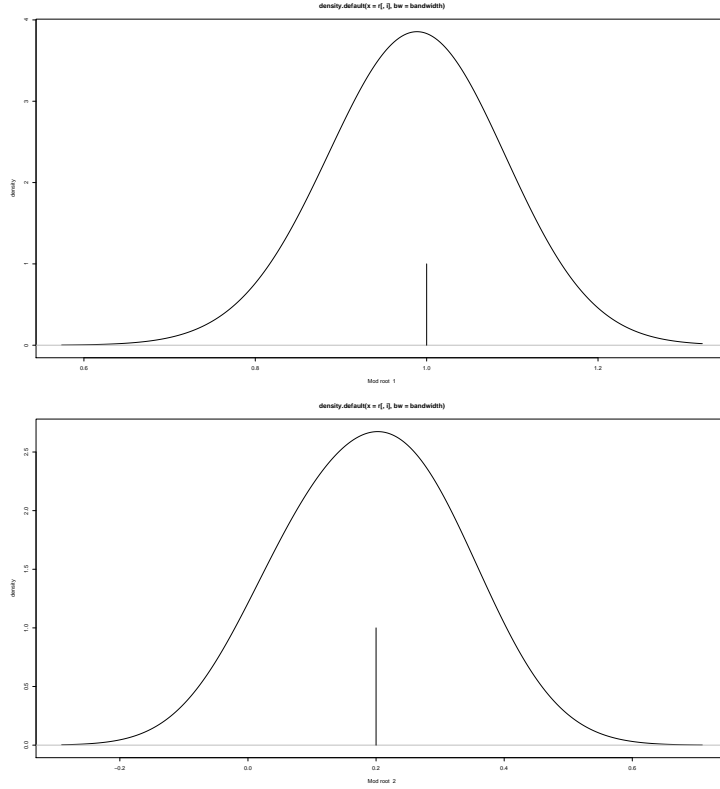 density.default(x = r[, i], bw = bandwidth)
4
3
2
1
0
density
0.6 0.8 1.0 1.2
Mod root 1
density.default(x = r[, i], bw = bandwidth)
2.5
2.0
1.5
1.0
0.5
0.0
density
−0.2 0.0 0.2 0.4 0.6
Mod root 2